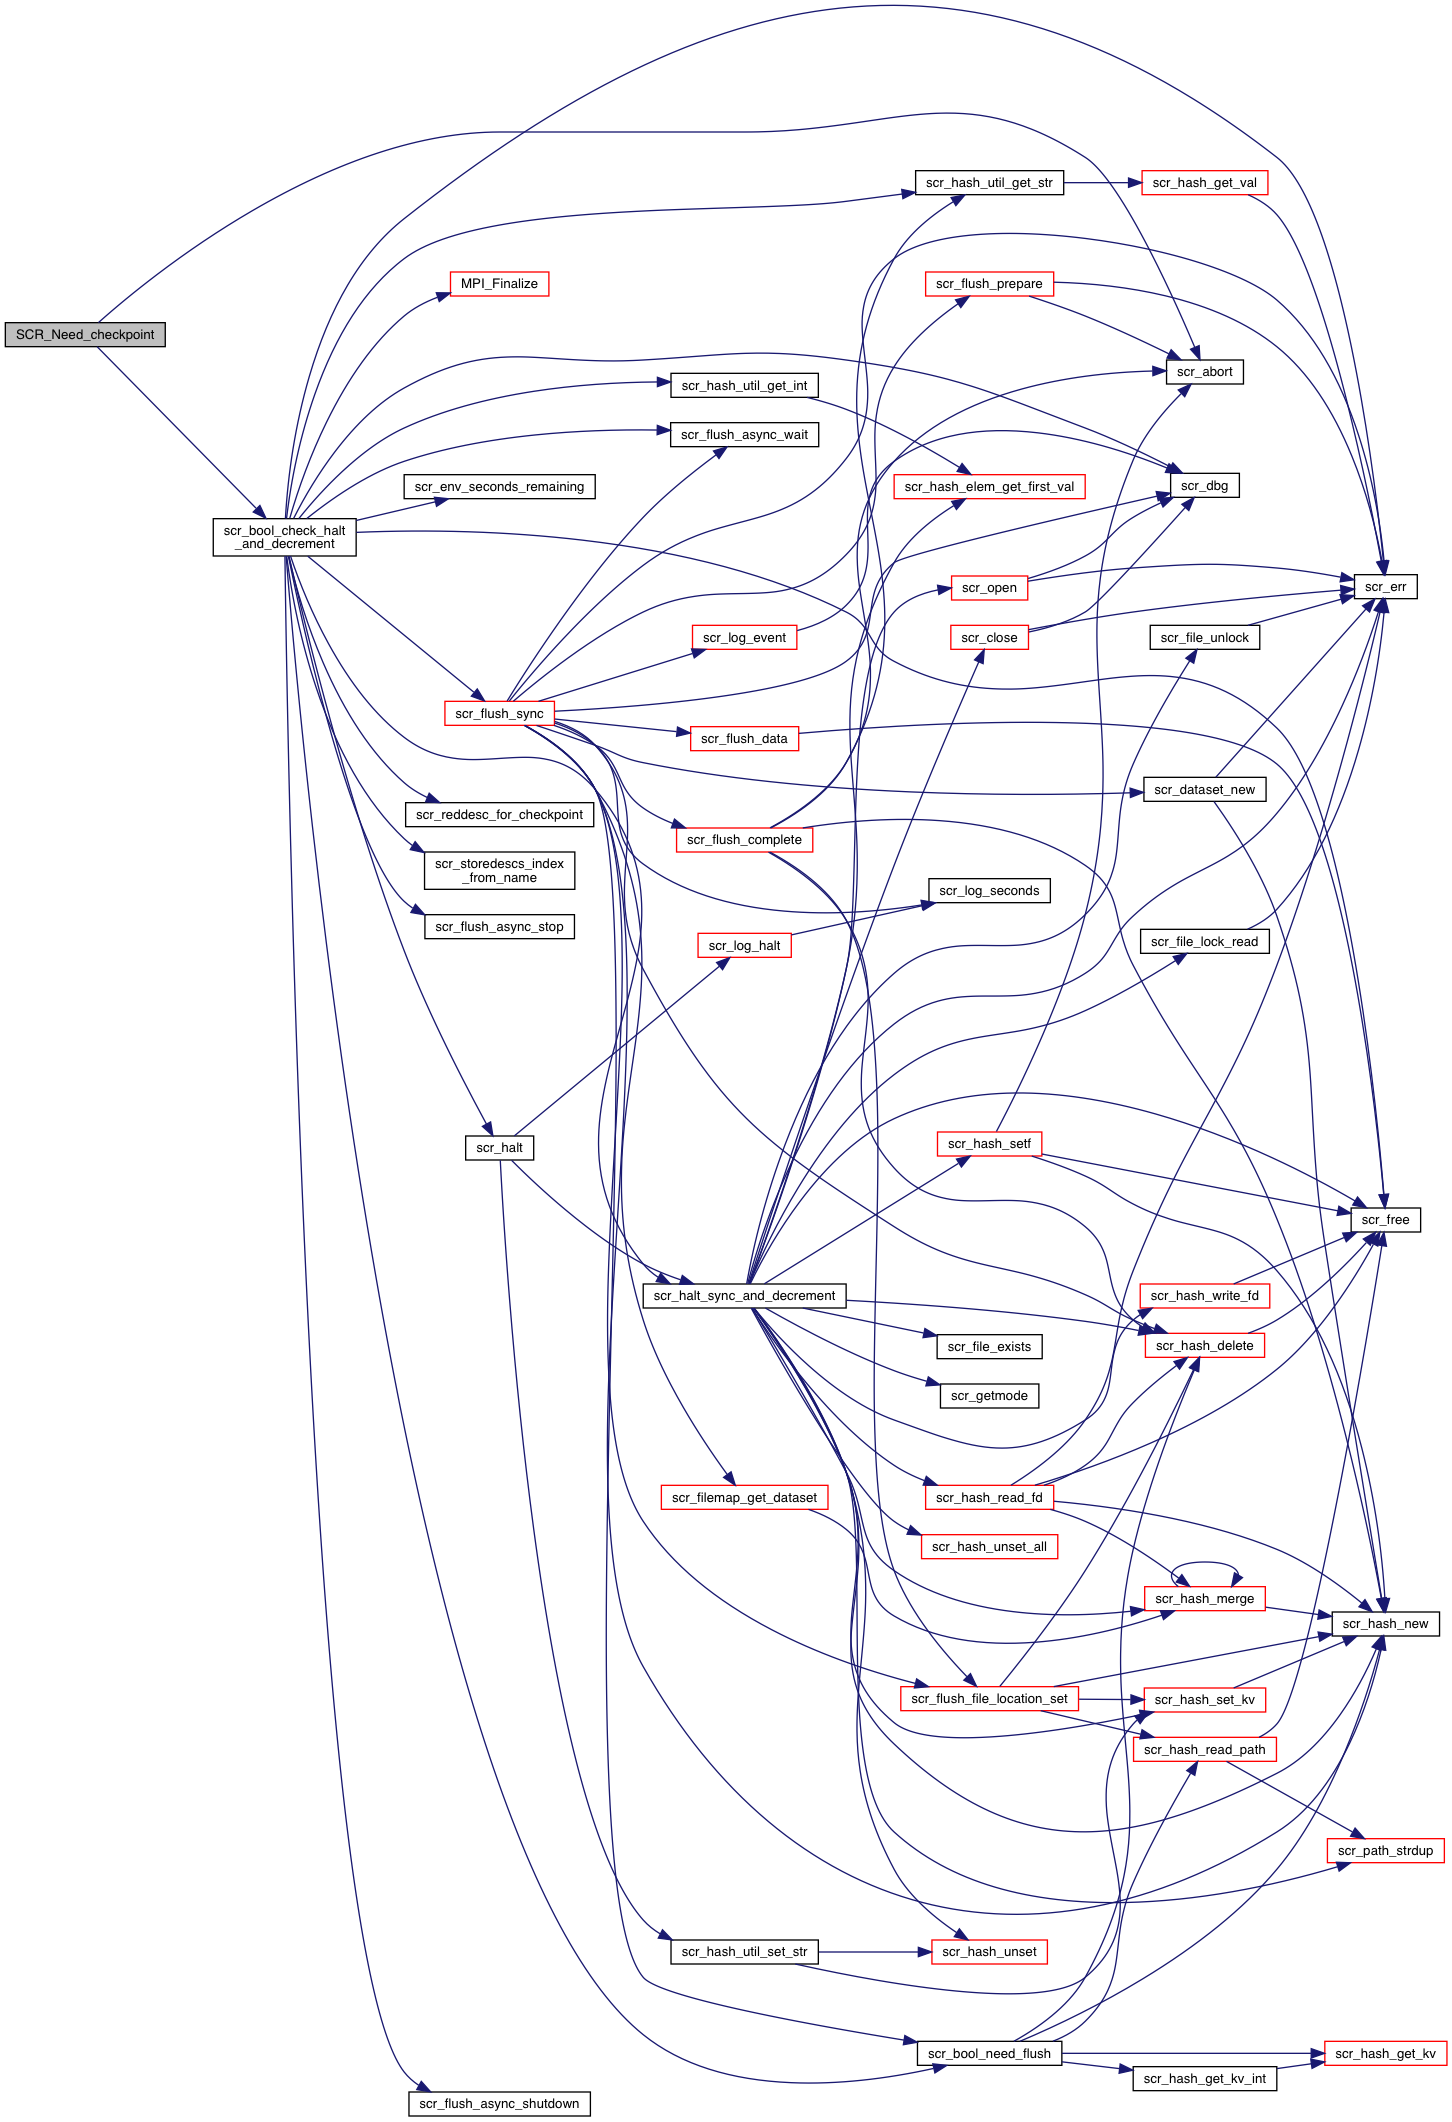 scr_hash_util_get_str
scr_hash_get_val
MPI_Finalize
scr_flush_prepare
SCR_Need_checkpoint
scr_abort
scr_hash_util_get_int
scr_flush_async_wait
scr_env_seconds_remaining
scr_hash_elem_get_first_val
scr_dbg
scr_bool_check_halt
_and_decrement
scr_open
scr_err
scr_log_event
scr_close
scr_file_unlock
scr_flush_sync
scr_flush_data
scr_dataset_new
scr_reddesc_for_checkpoint
scr_flush_complete
scr_storedescs_index
_from_name
scr_log_seconds
scr_flush_async_stop
scr_log_halt
scr_file_lock_read
scr_halt
scr_hash_setf
scr_free
scr_halt_sync_and_decrement
scr_hash_write_fd
scr_file_exists
scr_hash_delete
scr_getmode
scr_filemap_get_dataset
scr_hash_read_fd
scr_hash_unset_all
scr_hash_merge
scr_hash_new
scr_flush_file_location_set
scr_hash_set_kv
scr_hash_read_path
scr_path_strdup
scr_hash_util_set_str
scr_hash_unset
scr_bool_need_flush
scr_hash_get_kv
scr_hash_get_kv_int
scr_flush_async_shutdown